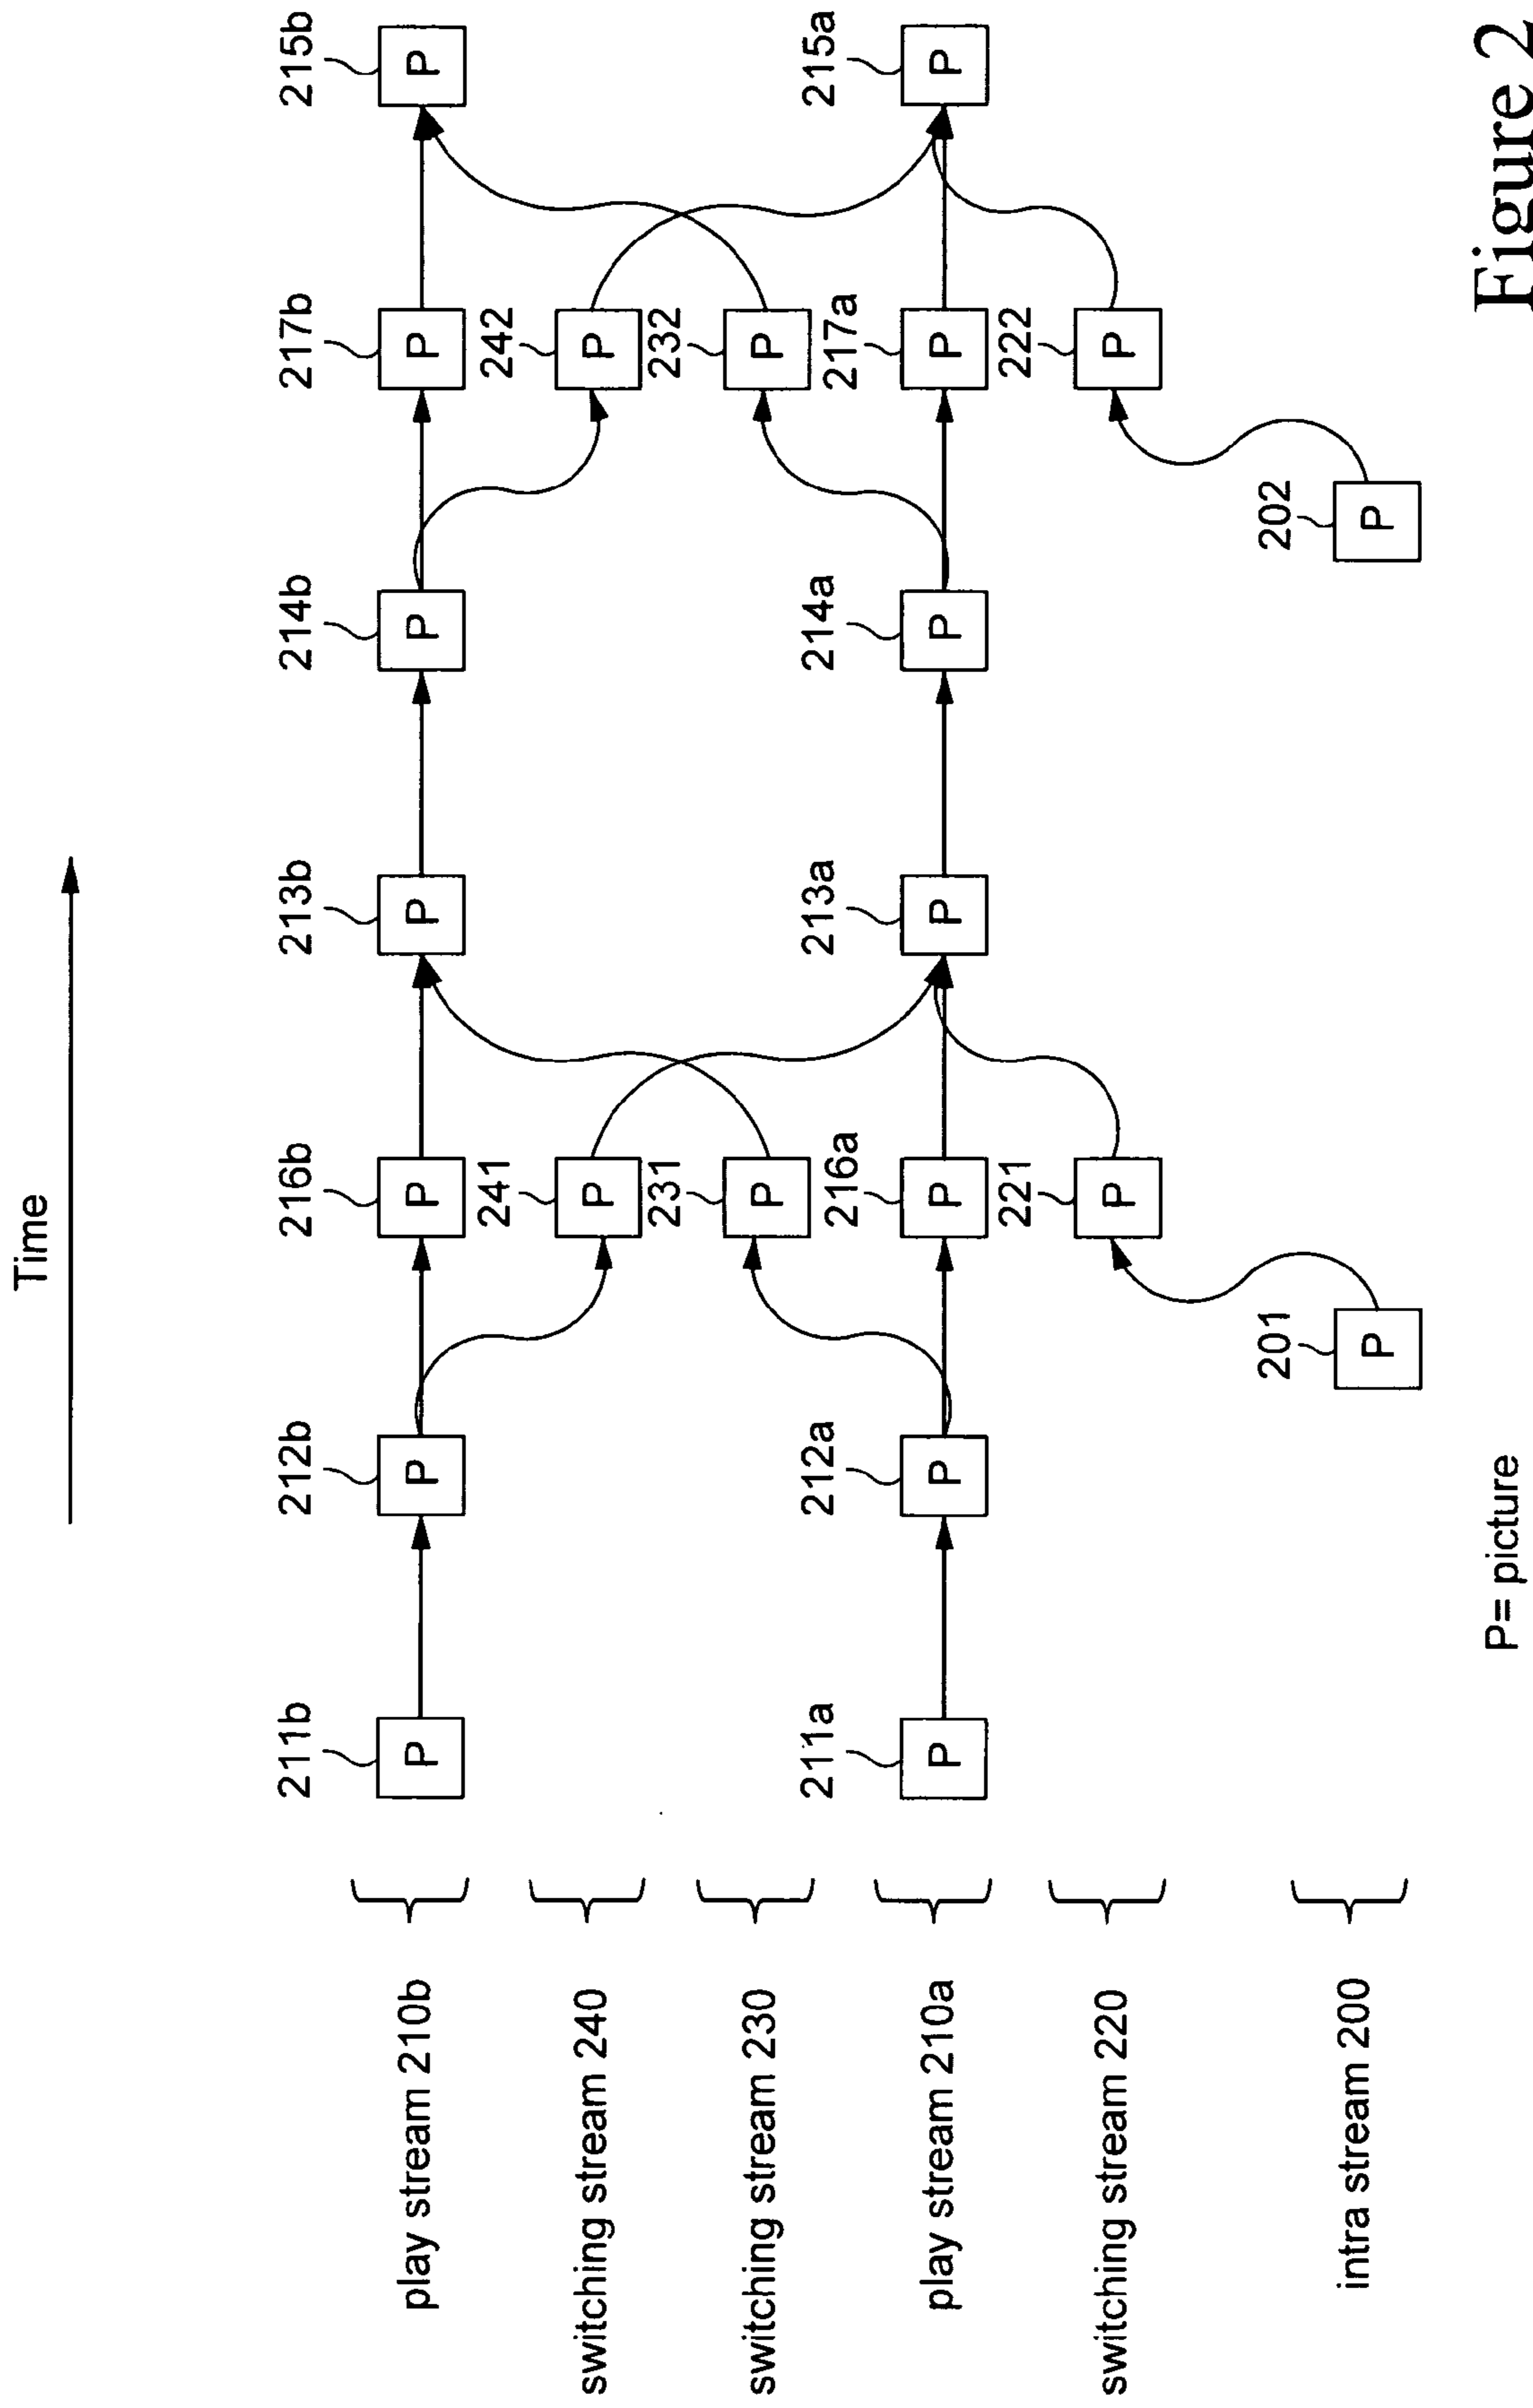 Time
play stream 210b
211b
P
212b
P
216b
P
213b
P
214b
P
217b
P
215b
P
switching stream 240
241
P
242
P
switching stream 230
231
P
232
P
play stream 210a
211a
P
212a
P
216a
P
213a
P
214a
P
217a
P
215a
P
switching stream 220
221
P
222
P
intra stream 200
201
P
202
P
P= picture
Figure 2